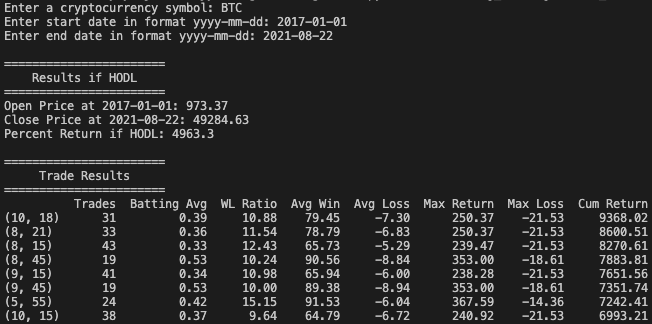 Enter a cryptocurrency symbol: BTC
Enter start date in format yyyy-mm-dd: 2017-01-01
Enter end date in format yyyy-mm-dd: 2021-08-22
=======================
Results if HODL
=======================
Open Price at 2017-01-01: 973.37
Close Price at 2021-08-22: 49284.63
Percent Return if HODL: 4963.3
=======================
Trade Results
=======================
Trades Batting Avg WL Ratio Avg Win Avg Loss Max Return Max Loss Cum Return
(10, 18) 31 0.39 10.88 79.45 -7.30 250.37 -21.53 9368.02
(8, 21) 33 0.36 11.54 78.79 -6.83 250.37 -21.53 8600.51
(8, 15) 43 0.33 12.43 65.73 -5.29 239.47 -21.53 8270.61
(8, 45) 19 0.53 10.24 90.56 -8.84 353.00 -18.61 7883.81
(9, 15) 41 0.34 10.98 65.94 -6.00 238.28 -21.53 7651.56
(9, 45) 19 0.53 10.00 89.38 -8.94 353.00 -18.61 7351.74
(5, 55) 24 0.42 15.15 91.53 -6.04 367.59 -14.36 7242.41
(10, 15) 38 0.37 9.64 64.79 -6.72 240.92 -21.53 6993.21